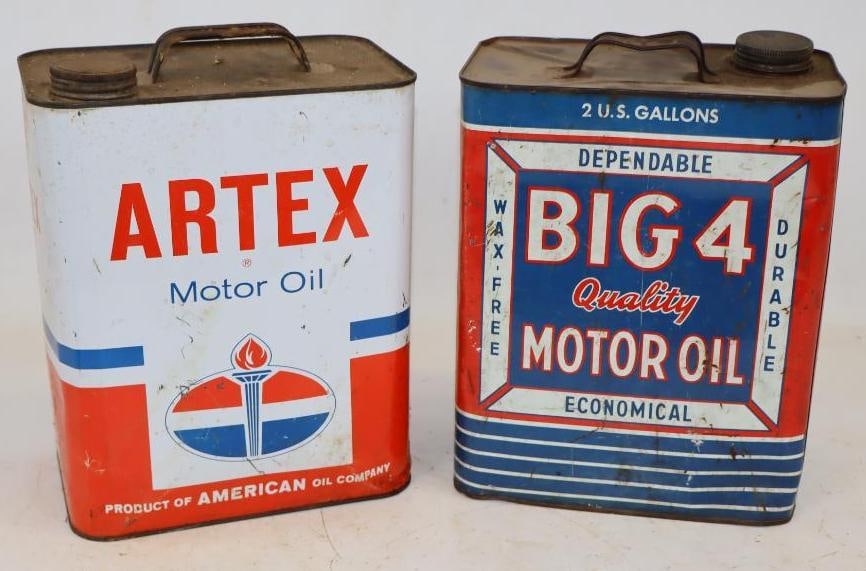 ARTEX
®
Motor Oil
PRODUCT OF AMERICAN OIL COMPANY
2 U.S. GALLONS
DEPENDABLE
WAX-FREE
BIG 4
Quality
MOTOR OIL
DURABLE
ECONOMICAL